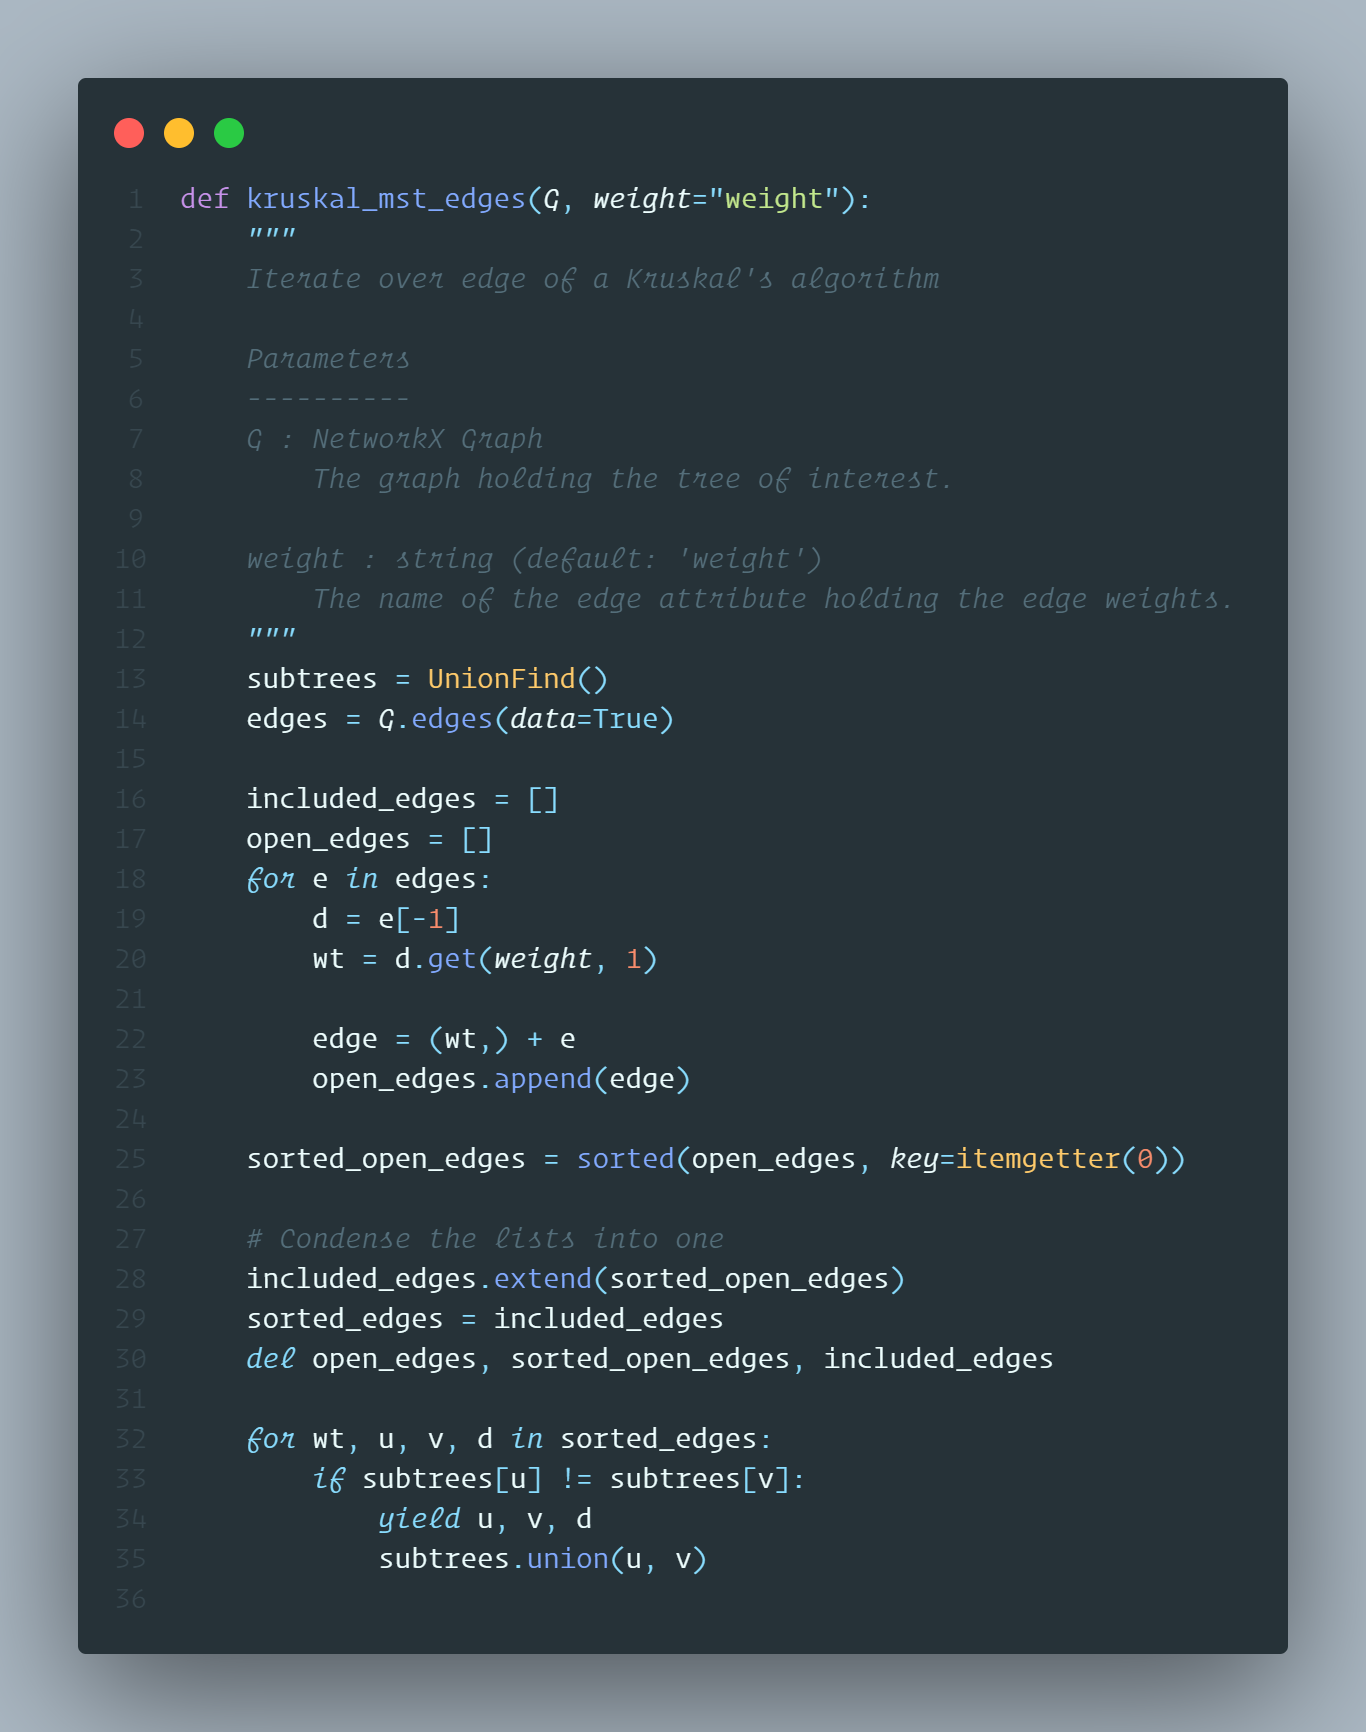 1 def kruskal_mst_edges(G, weight="weight"):
2     """
3     Iterate over edge of a Kruskal's algorithm
4
5     Parameters
6     ----------
7     G : NetworkX Graph
8         The graph holding the tree of interest.
9
10     weight : string (default: 'weight')
11         The name of the edge attribute holding the edge weights.
12     """
13     subtrees = UnionFind()
14     edges = G.edges(data=True)
15
16     included_edges = []
17     open_edges = []
18     for e in edges:
19         d = e[-1]
20         wt = d.get(weight, 1)
21
22         edge = (wt,) + e
23         open_edges.append(edge)
24
25     sorted_open_edges = sorted(open_edges, key=itemgetter(0))
26
27     # Condense the lists into one
28     included_edges.extend(sorted_open_edges)
29     sorted_edges = included_edges
30     del open_edges, sorted_open_edges, included_edges
31
32     for wt, u, v, d in sorted_edges:
33         if subtrees[u] != subtrees[v]:
34             yield u, v, d
35             subtrees.union(u, v)
36